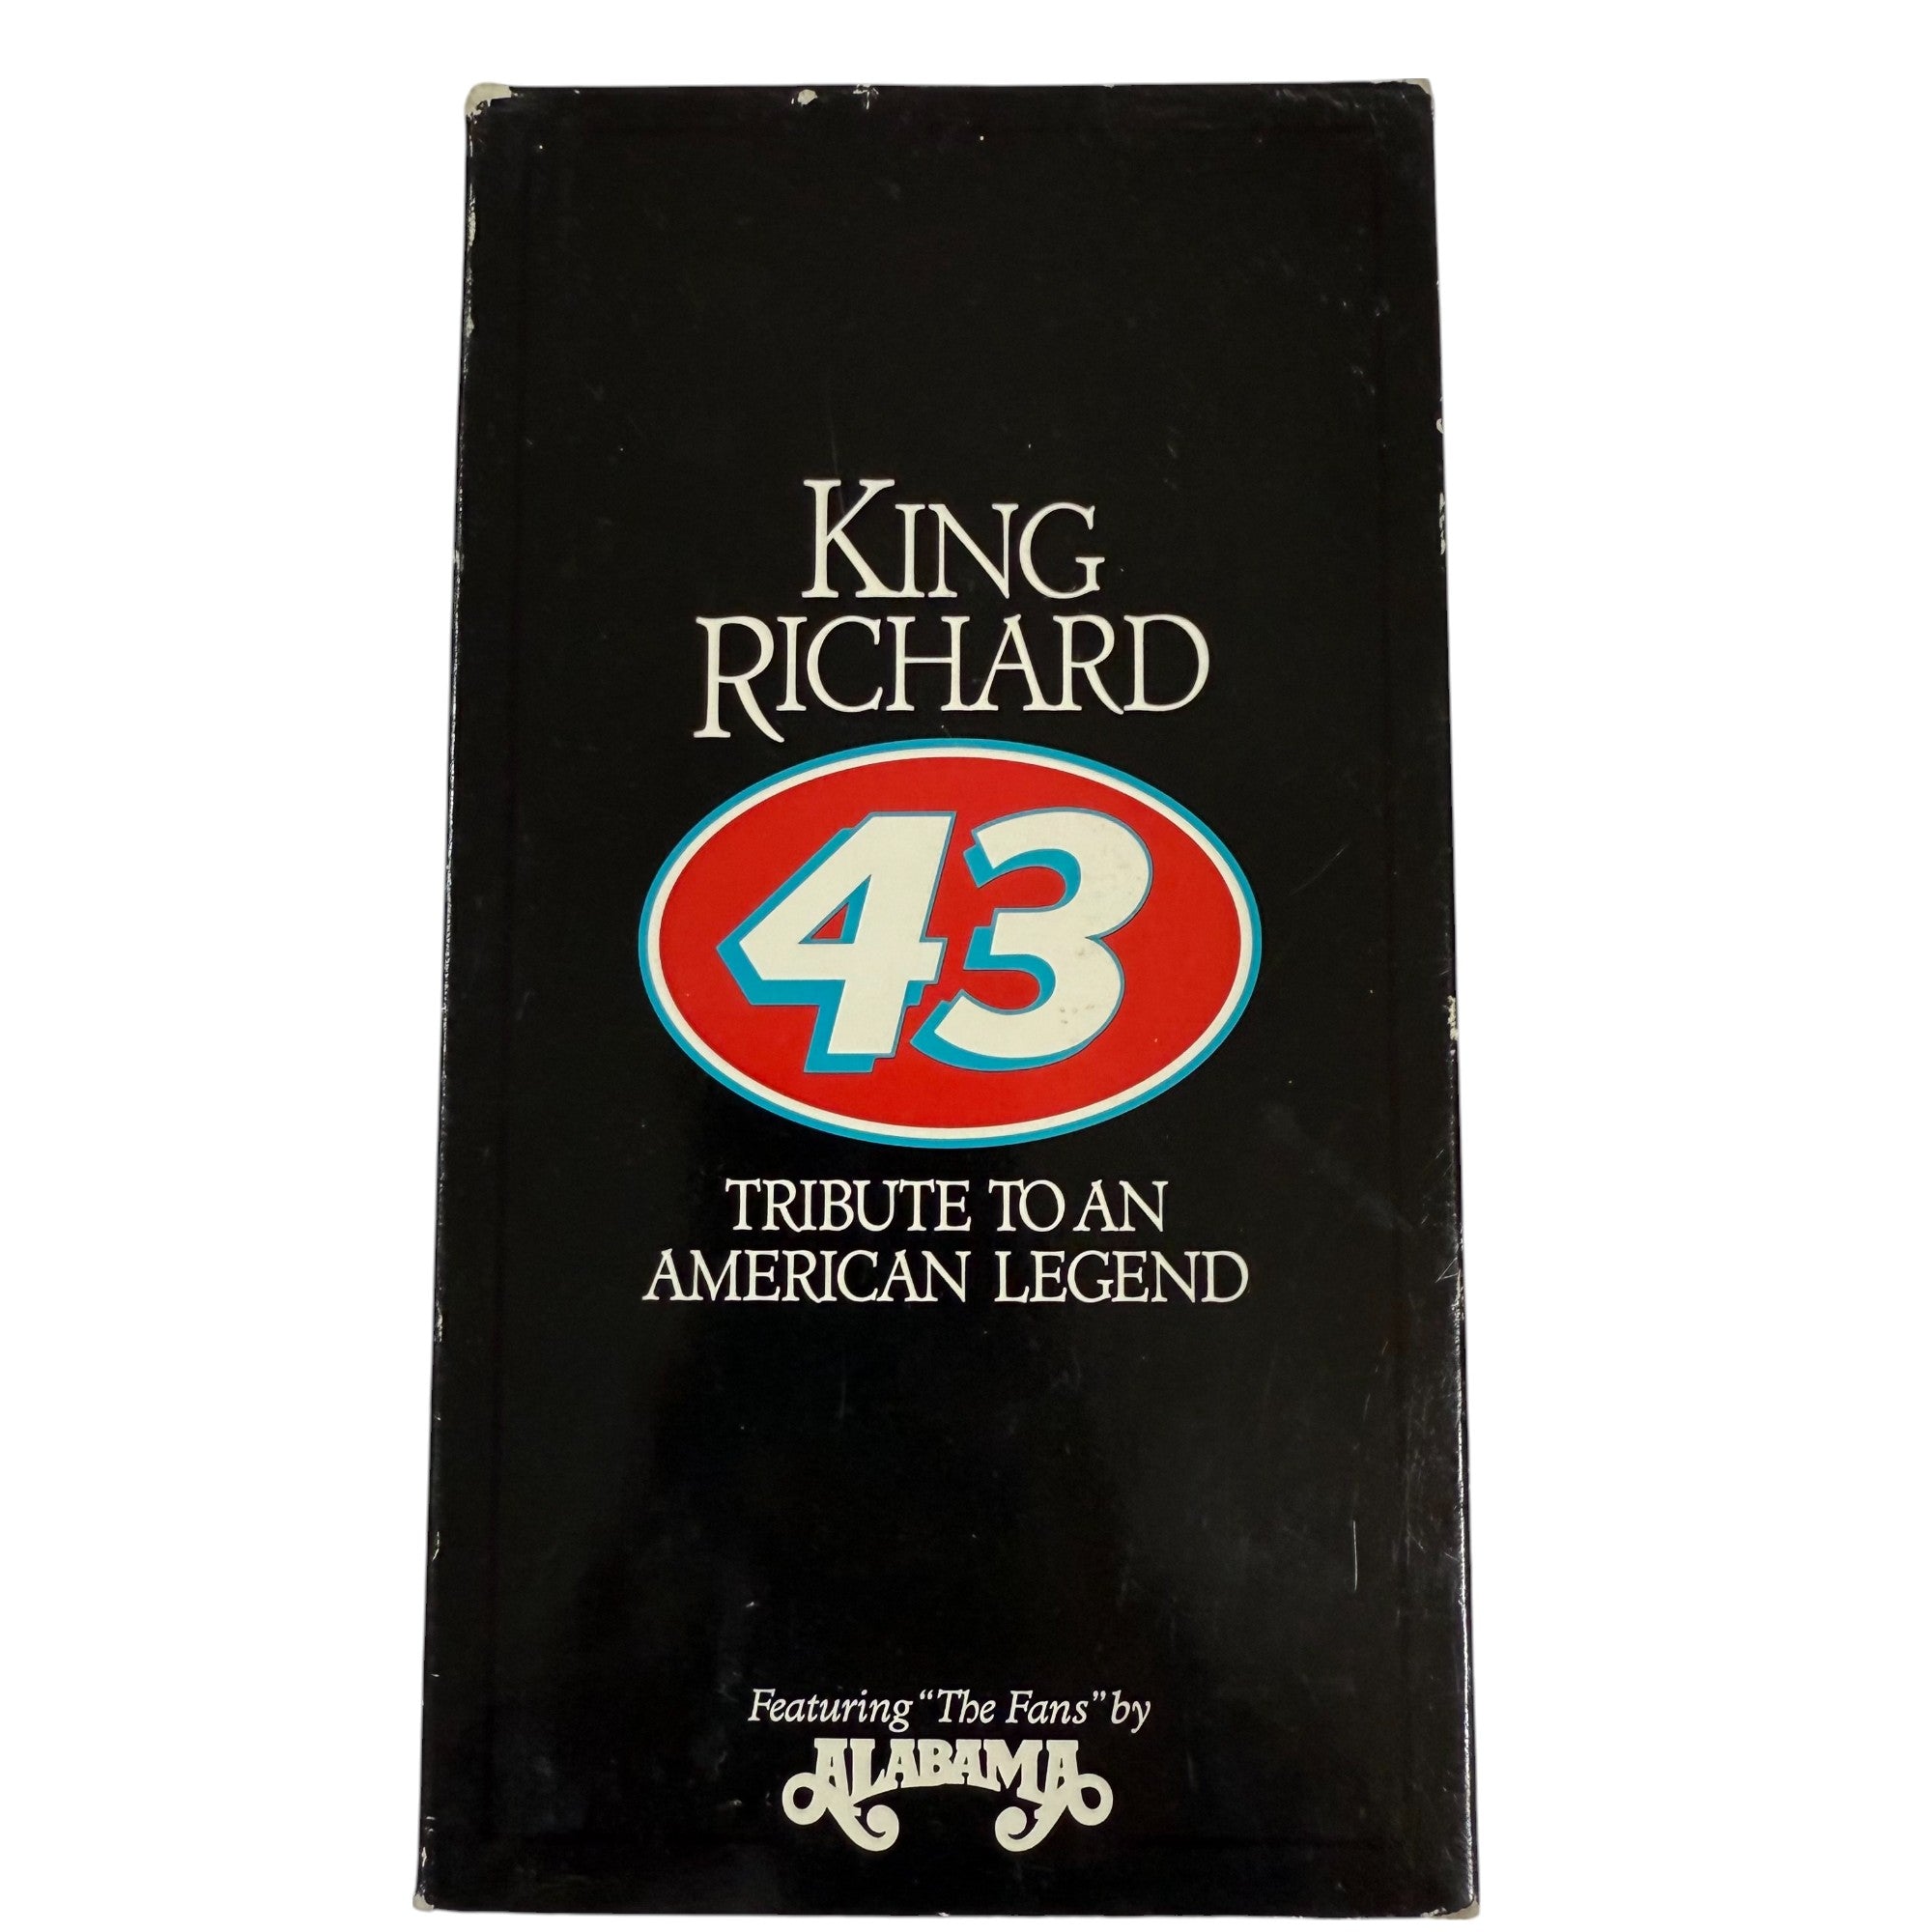 KING
RICHARD
43
TRIBUTE TO AN
AMERICAN LEGEND
Featuring "The Fans" by
ALABAMA